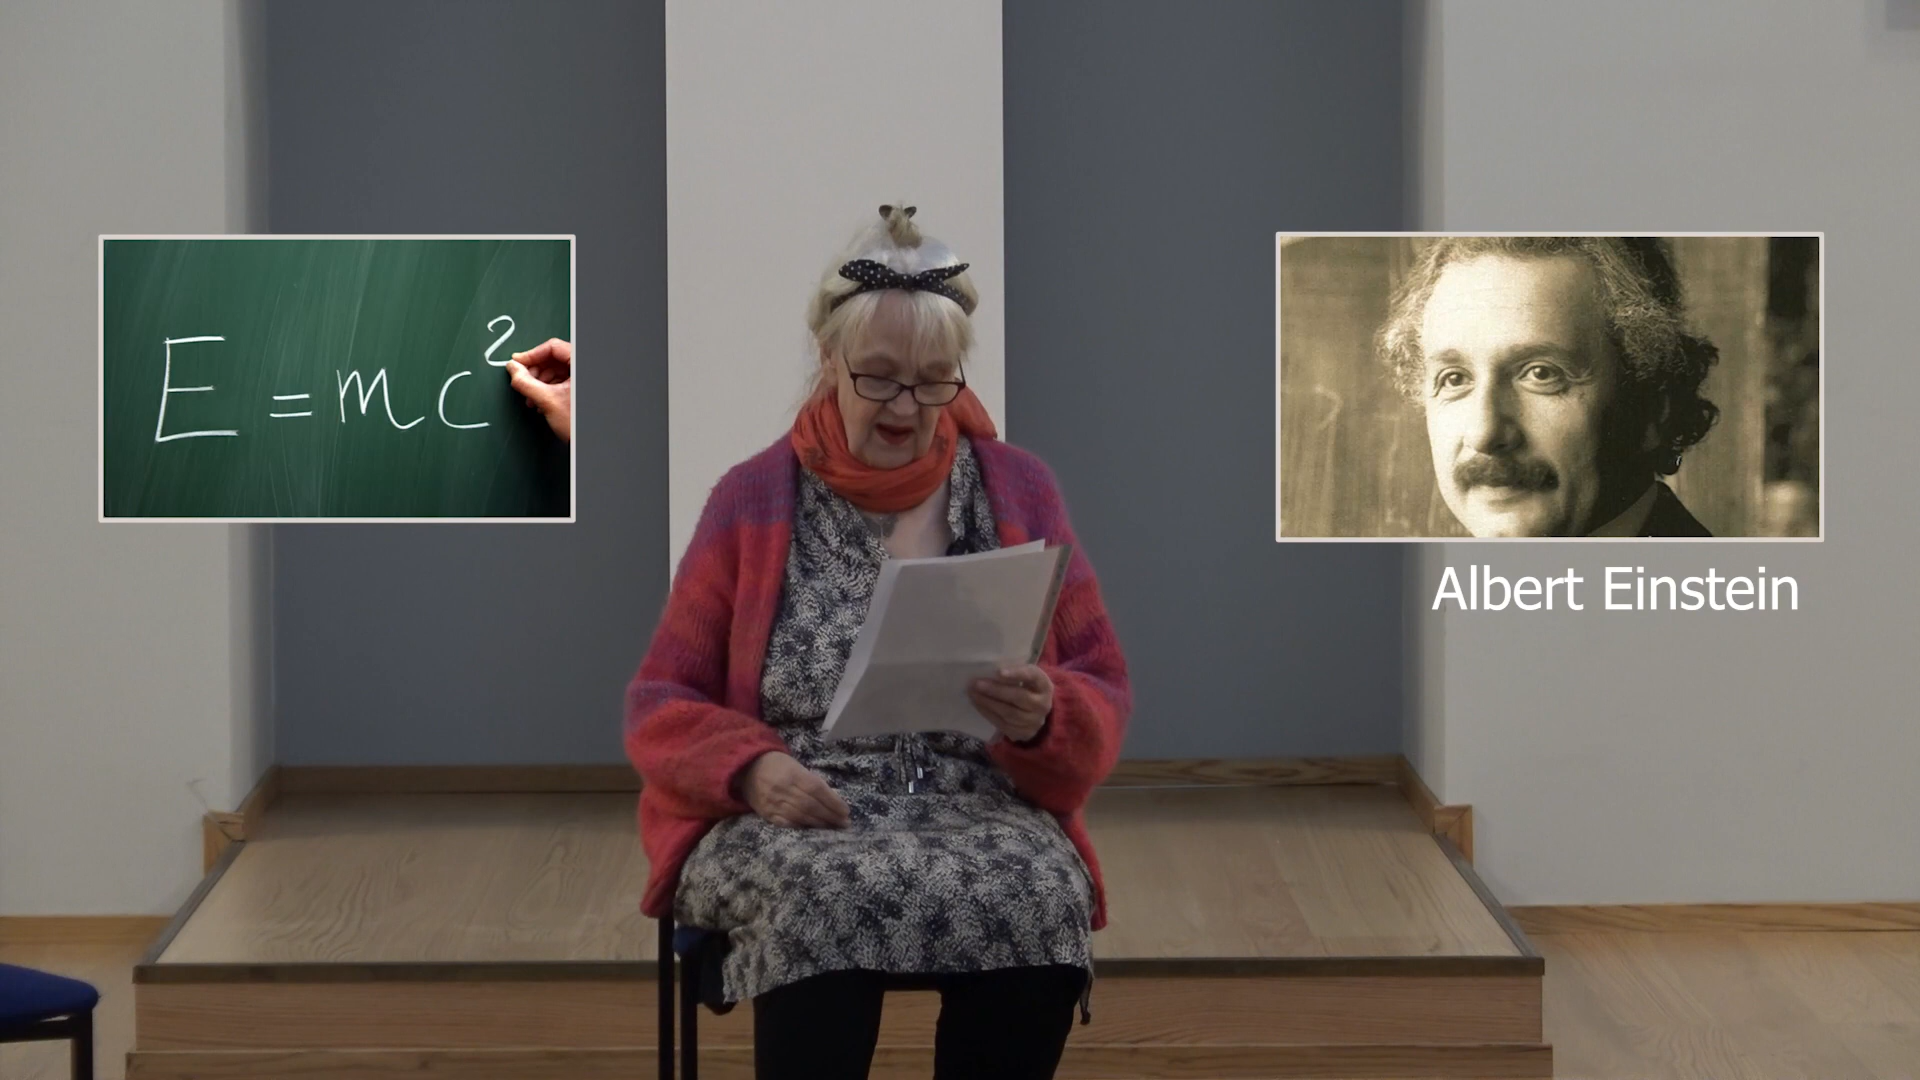 E = mc²
Albert Einstein